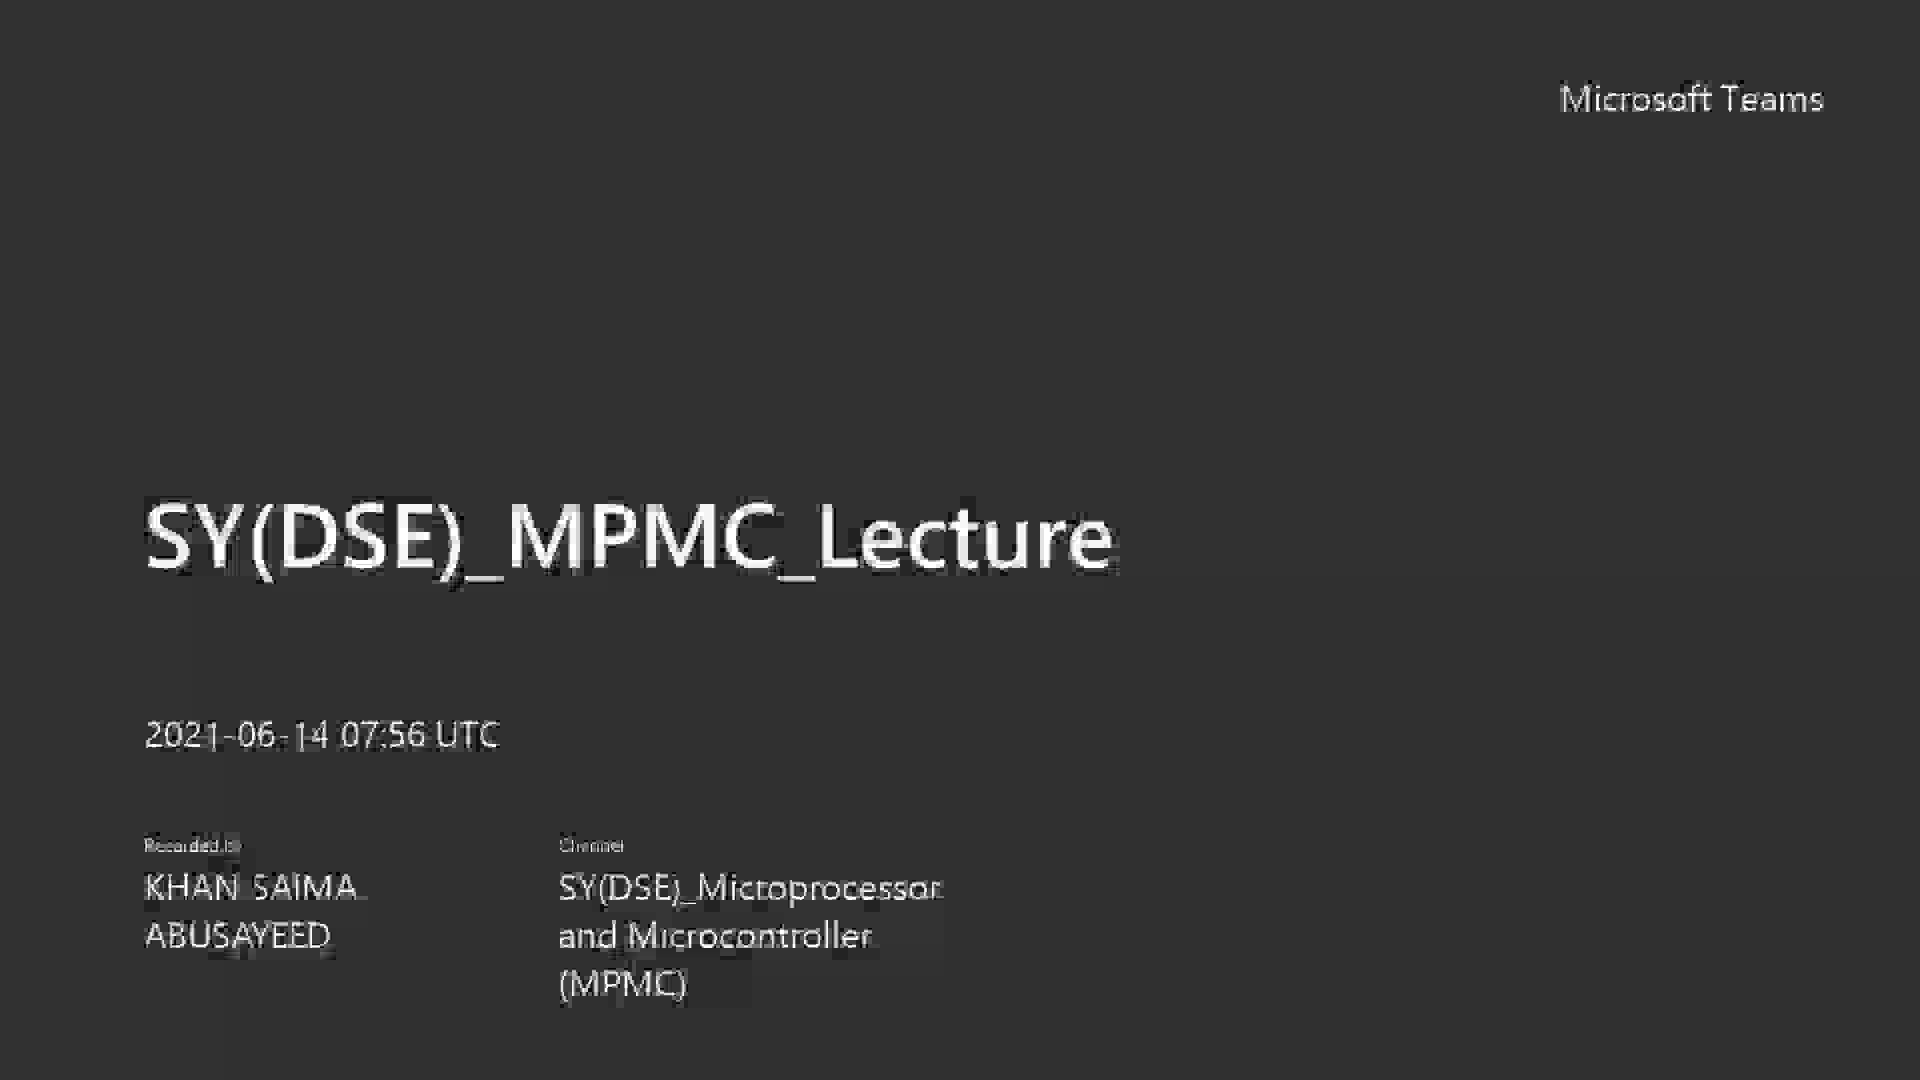 Microsoft Teams
SY(DSE)_MPMC_Lecture
2021-06-14 07:56 UTC
Recorded by
Channel
KHAN SAIMA
ABUSAYEED
SY(DSE)_Microprocessor
and Microcontroller
(MPMC)